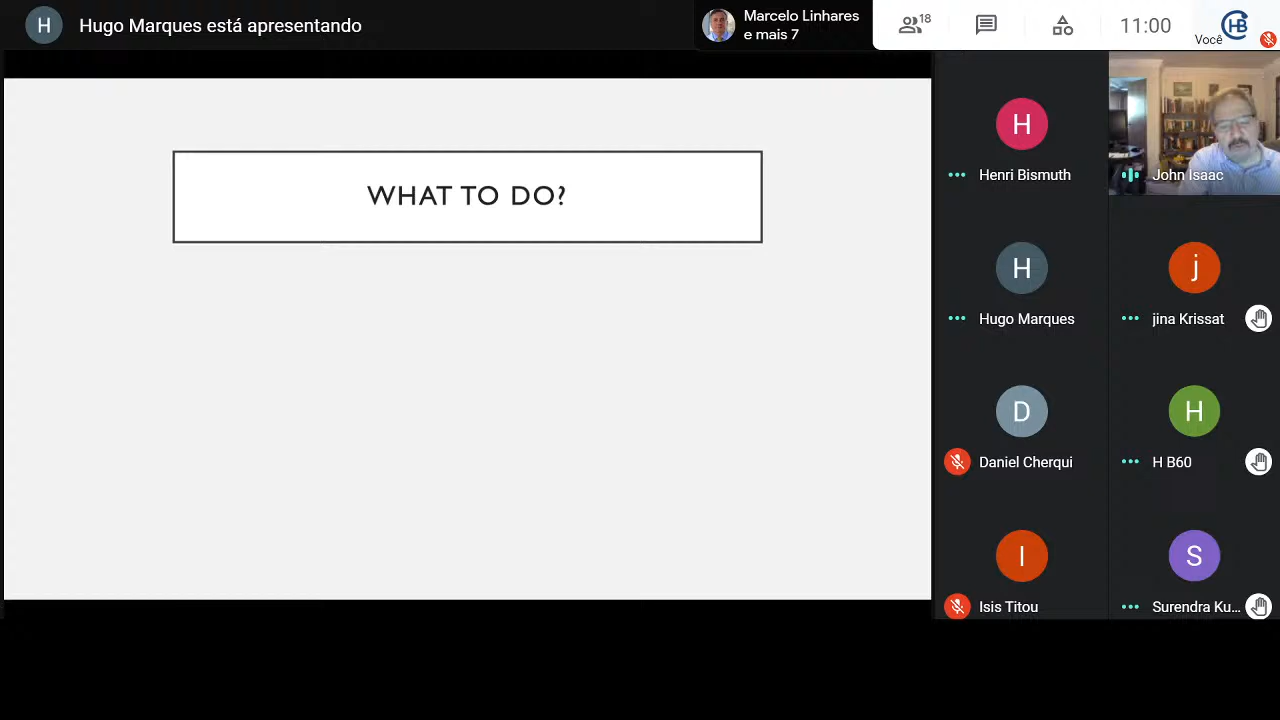 H
Hugo Marques está apresentando
Marcelo Linhares
e mais 7
18
11:00
Você
HB
WHAT TO DO?
H
Henri Bismuth
John Isaac
H
Hugo Marques
j
jina Krissat
D
Daniel Cherqui
H
H B60
I
Isis Titou
S
Surendra Ku...